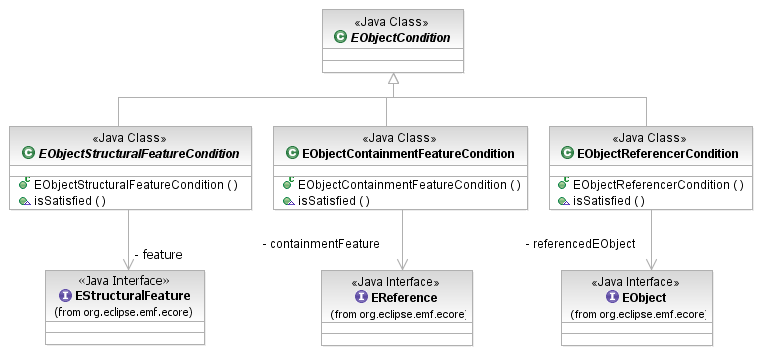 «Java Class»
EObjectCondition
«Java Class»
EObjectStructuralFeatureCondition
EObjectStructuralFeatureCondition ( )
isSatisfied ( )
«Java Class»
EObjectContainmentFeatureCondition
EObjectContainmentFeatureCondition ( )
isSatisfied ( )
«Java Class»
EObjectReferencerCondition
EObjectReferencerCondition ( )
isSatisfied ( )
- feature
- containmentFeature
- referencedEObject
«Java Interface»
EStructuralFeature
(from org.eclipse.emf.ecore)
«Java Interface»
EReference
(from org.eclipse.emf.ecore)
«Java Interface»
EObject
(from org.eclipse.emf.ecore)